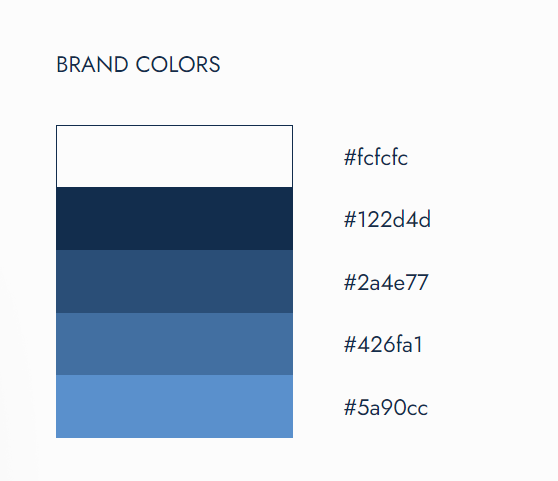 BRAND COLORS
#fcfcfc
#122d4d
#2a4e77
#426fa1
#5a90cc